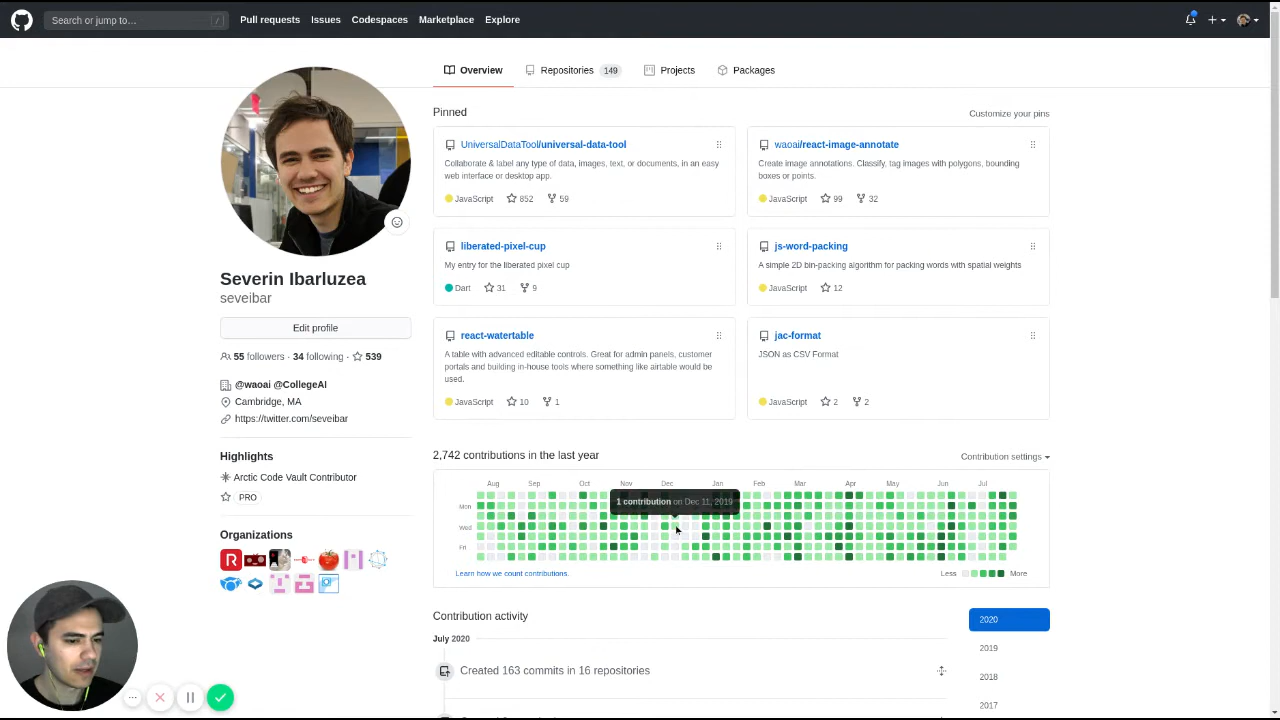 Search or jump to…
/
Pull requests
Issues
Codespaces
Marketplace
Explore
Overview
Repositories 149
Projects
Packages
Severin Ibarluzea
seveibar
Edit profile
55 followers · 34 following · 539
@waoai @CollegeAI
Cambridge, MA
https://twitter.com/seveibar
Highlights
Arctic Code Vault Contributor
PRO
Organizations
Pinned
Customize your pins
UniversalDataTool/universal-data-tool
Collaborate & label any type of data, images, text, or documents, in an easy
web interface or desktop app.
JavaScript 852 59
waoai/react-image-annotate
Create image annotations. Classify, tag images with polygons, bounding
boxes or points.
JavaScript 99 32
liberated-pixel-cup
My entry for the liberated pixel cup
Dart 31 9
js-word-packing
A simple 2D bin-packing algorithm for packing words with spatial weights
JavaScript 12
react-watertable
A table with advanced editable controls. Great for admin panels, customer
portals and building in-house tools where something like airtable would be
used.
JavaScript 10 1
jac-format
JSON as CSV Format
JavaScript 2 2
2,742 contributions in the last year
Contribution settings
Aug Sep Oct Nov Dec Jan Feb Mar Apr May Jun Jul
1 contribution on Dec 11, 2019
Mon
Wed
Fri
Learn how we count contributions.
Less
More
Contribution activity
July 2020
Created 163 commits in 16 repositories
2020
2019
2018
2017